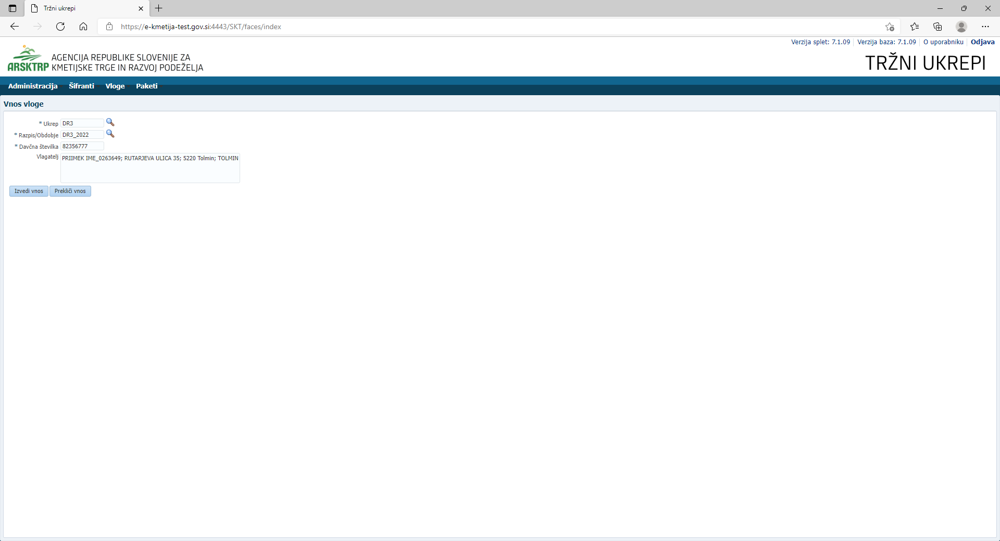 Tržni ukrepi
https://e-kmetija-test.gov.si:4443/SKT/faces/index
Verzija splet: 7.1.09 Verzija baza: 7.1.09 O uporabniku Odjava
ARSKTRP
AGENCIJA REPUBLIKE SLOVENIJE ZA
KMETIJSKE TRGE IN RAZVOJ PODEŽELJA
TRŽNI UKREPI
Administracija Šifranti Vloge Paketi
Vnos vloge
* Ukrep DR3
* Razpis/Obdobje DR3_2022
* Davčna številka 82356777
Vlagatelj PRIIMEK IME_0263649; RUTARJEVA ULICA 35; 5220 Tolmin; TOLMIN
Izvedi vnos Prekliči vnos